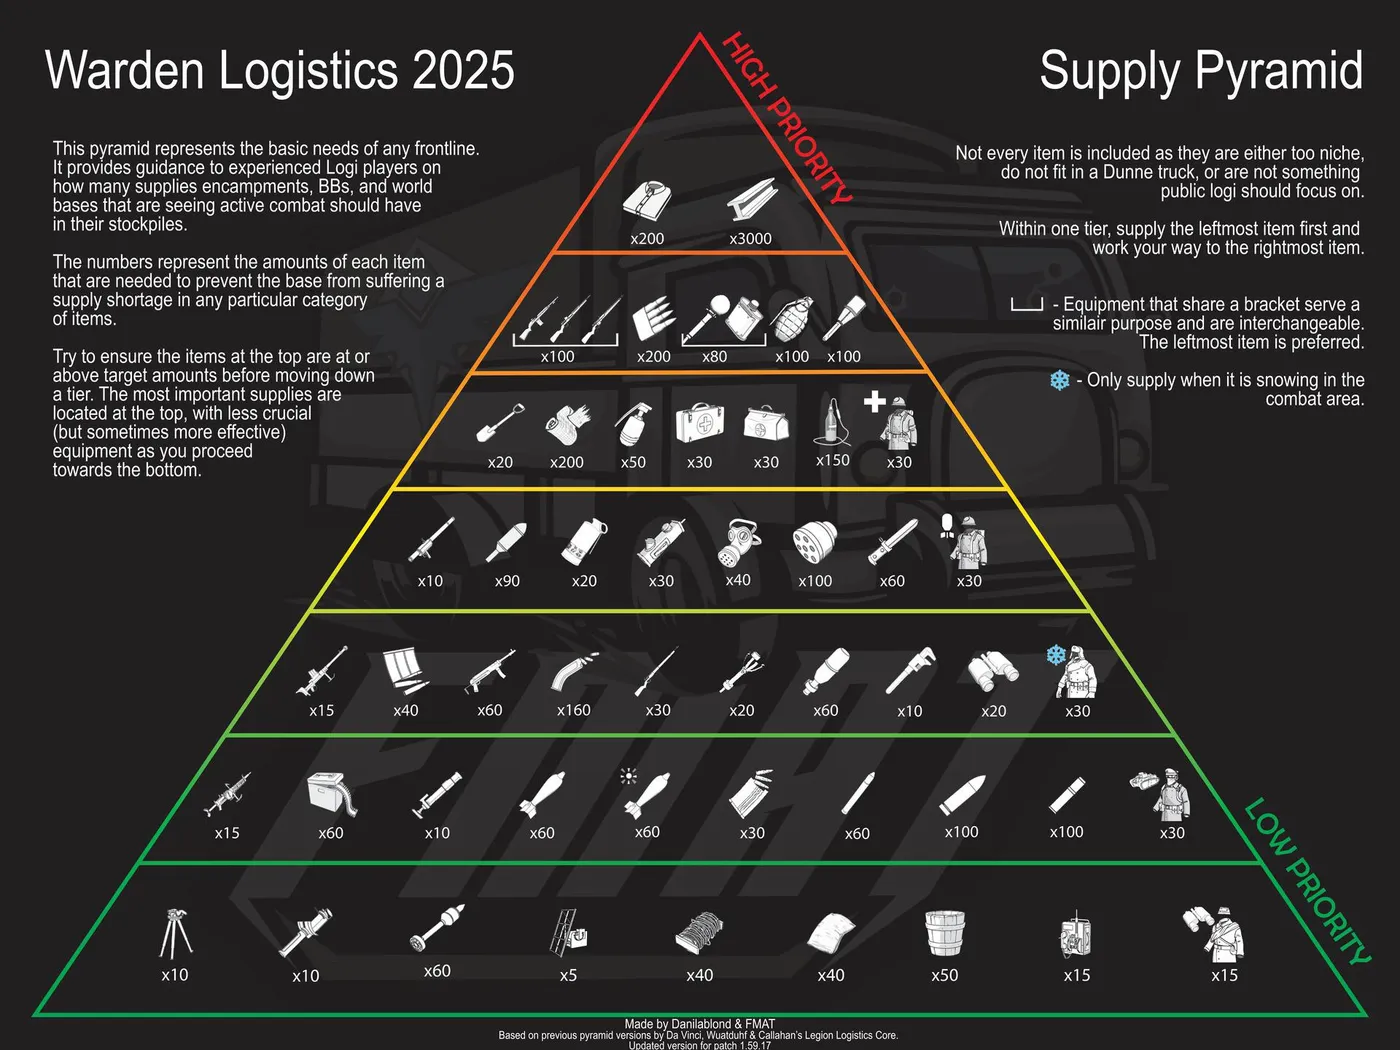 Warden Logistics 2025
This pyramid represents the basic needs of any frontline.
It provides guidance to experienced Logi players on
how many supplies encampments, BBs, and world
bases that are seeing active combat should have
in their stockpiles.
The numbers represent the amounts of each item
that are needed to prevent the base from suffering a
supply shortage in any particular category
of items.
Try to ensure the items at the top are at or
above target amounts before moving down
a tier. The most important supplies are
located at the top, with less crucial
(but sometimes more effective)
equipment as you proceed
towards the bottom.
Supply Pyramid
Not every item is included as they are either too niche,
do not fit in a Dunne truck, or are not something
public logi should focus on.
Within one tier, supply the leftmost item first and
work your way to the rightmost item.
- Equipment that share a bracket serve a
similair purpose and are interchangeable.
The leftmost item is preferred.
- Only supply when it is snowing in the
combat area.
HIGH PRIORITY
x200 x3000
x100 x200 x80 x100 x100
x20 x200 x50 x30 x30 x150 x30
x10 x90 x20 x30 x40 x100 x60 x30
x15 x40 x60 x160 x30 x20 x60 x10 x20 x30
x15 x60 x10 x60 x60 x30 x60 x100 x100 x30
LOW PRIORITY
x10 x10 x60 x5 x40 x40 x50 x15 x15
FMAT
Made by Danilablond & FMAT
Based on previous pyramid versions by Da Vinci, Wuatduhf & Callahan's Legion Logistics Core.
Updated version for patch 1.59.17